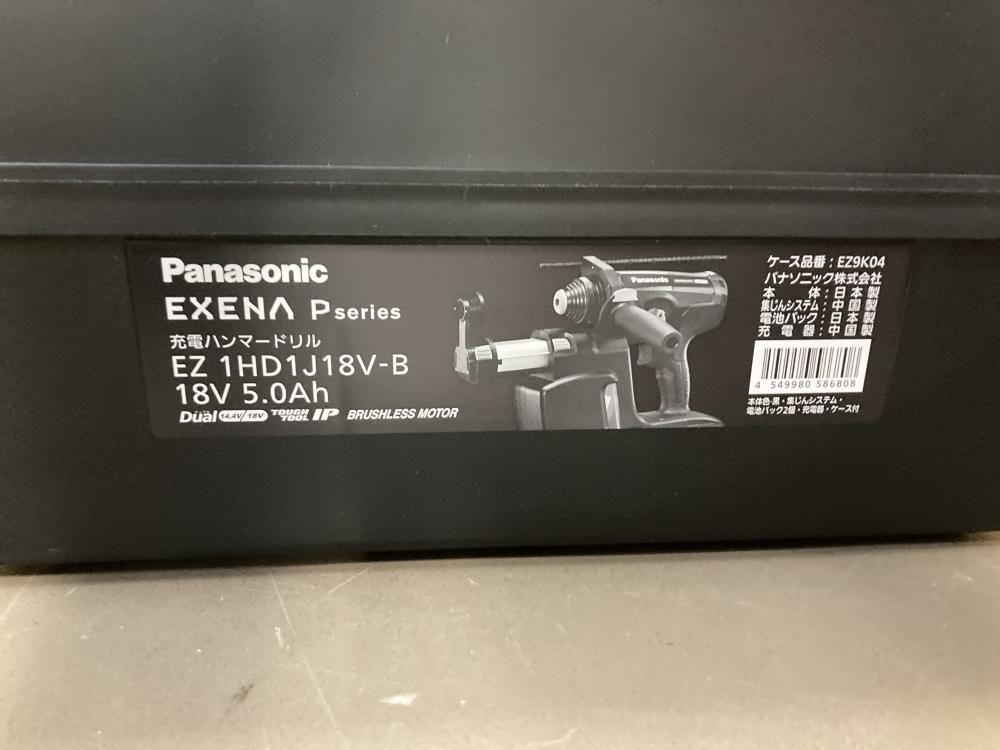 Panasonic
EXENA P series
充電ハンマードリル
EZ 1HD1J18V-B
18V 5.0Ah
Dual 14.4V/18V TOUGH TOOL IP BRUSHLESS MOTOR
Panasonic
ケース品番：EZ9K04
パナソニック株式会社
本体：日本製
集じんシステム：中国製
電池パック：日本製
充電器：中国製
4 549980 586808
本体色・黒・集じんシステム・
電池パック2個・充電器・ケース付